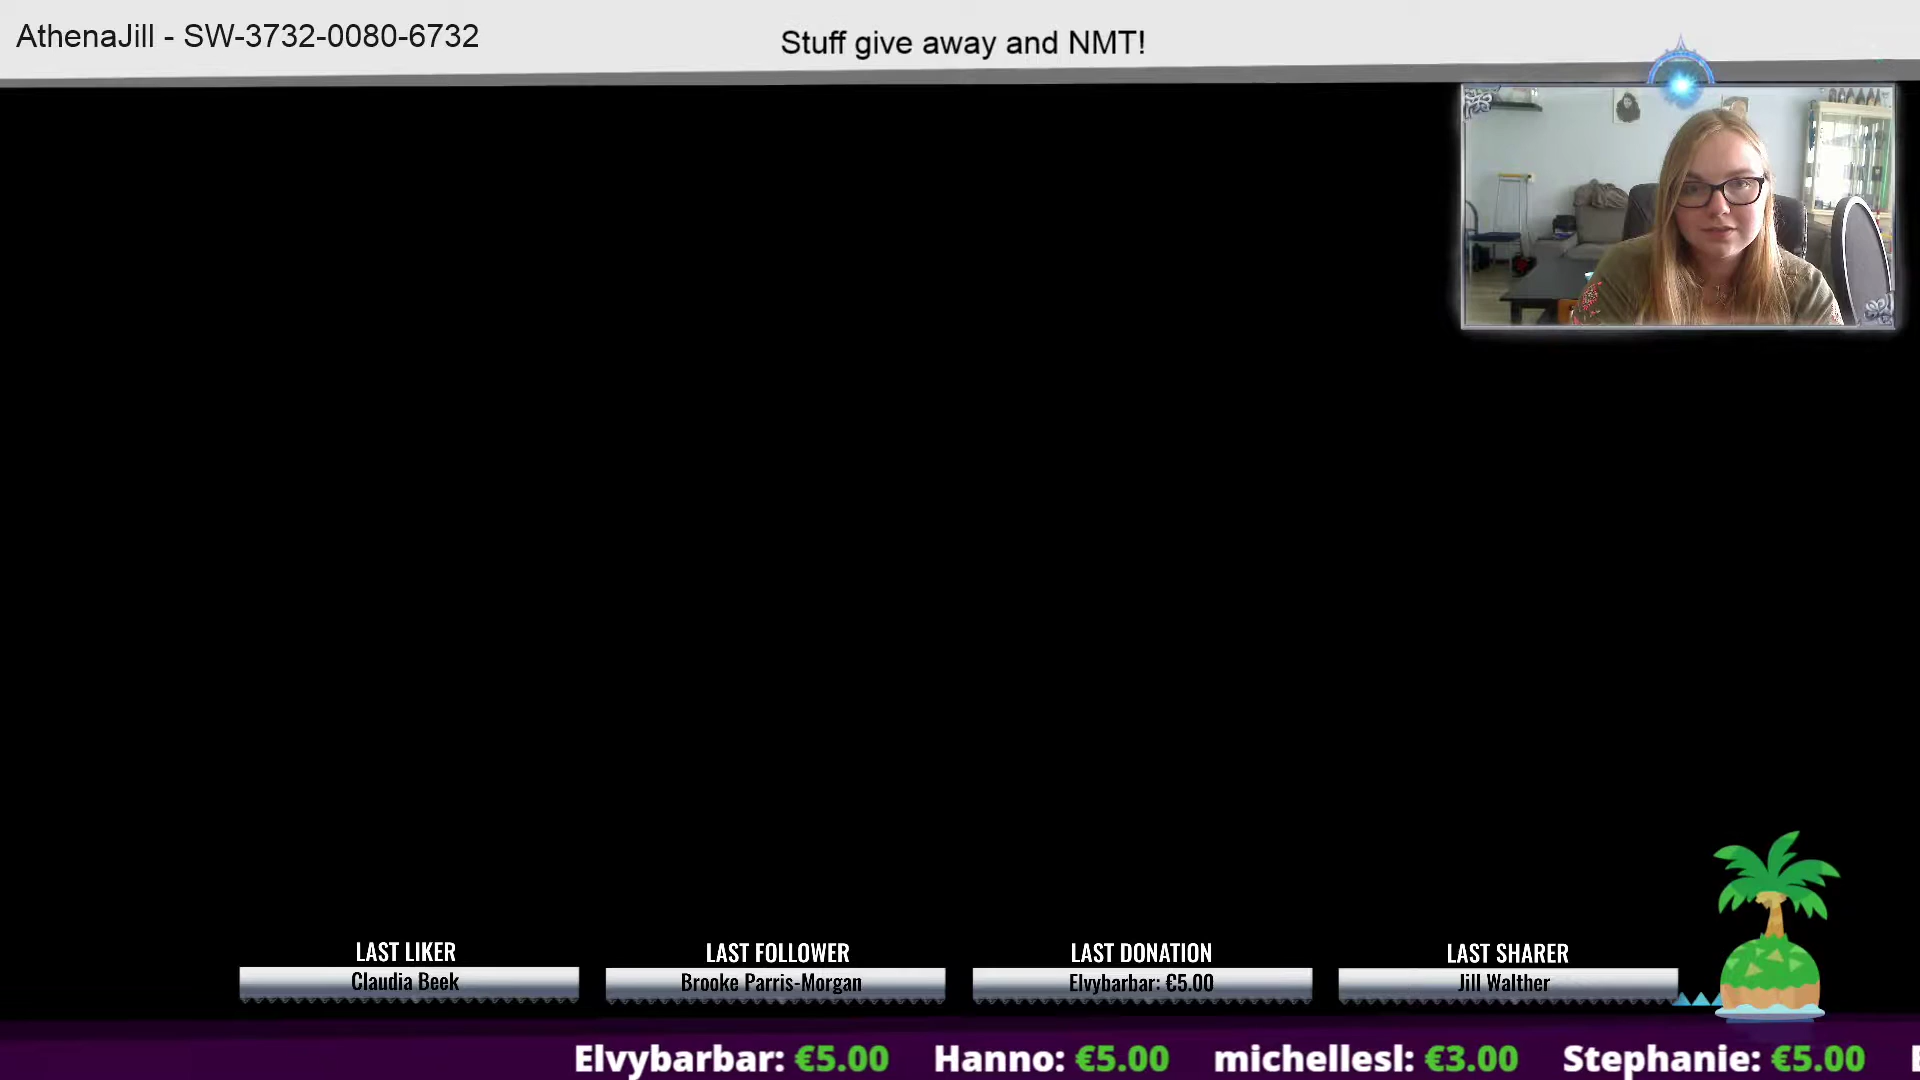 AthenaJill - SW-3732-0080-6732
Stuff give away and NMT!
LAST LIKER
Claudia Beek
LAST FOLLOWER
Brooke Parris-Morgan
LAST DONATION
Elvybarbar: €5.00
LAST SHARER
Jill Walther
Elvybarbar: €5.00 Hanno: €5.00 michellesl: €3.00 Stephanie: €5.00